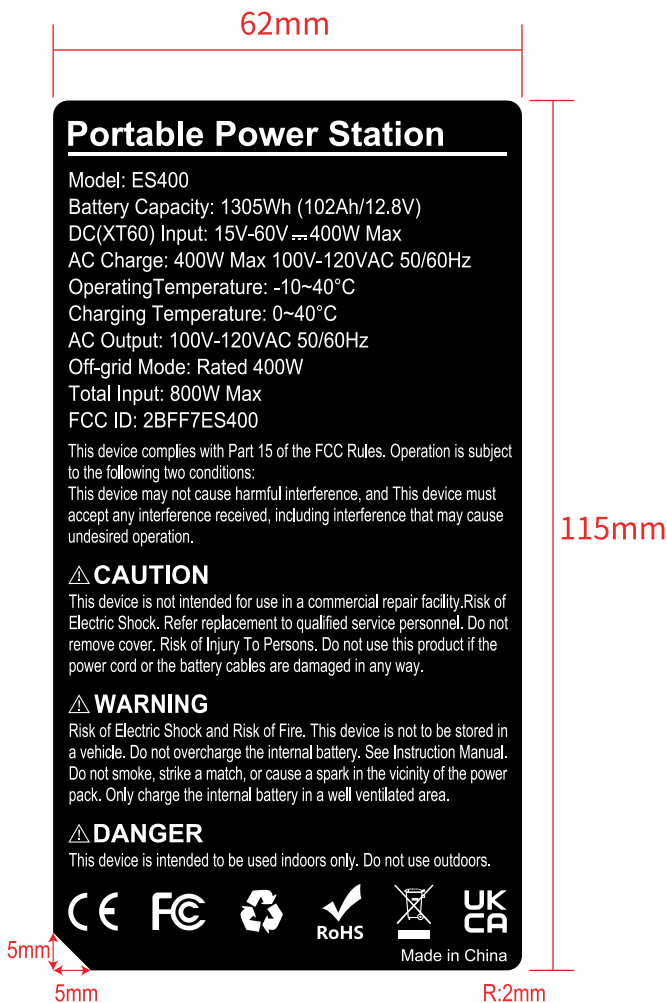 62mm
Portable Power Station
Model: ES400
Battery Capacity: 1305Wh (102Ah/12.8V)
DC(XT60) Input: 15V-60V⎓400W Max
AC Charge: 400W Max 100V-120VAC 50/60Hz
OperatingTemperature: -10~40°C
Charging Temperature: 0~40°C
AC Output: 100V-120VAC 50/60Hz
Off-grid Mode: Rated 400W
Total Input: 800W Max
FCC ID: 2BFF7ES400
This device complies with Part 15 of the FCC Rules. Operation is subject
to the following two conditions:
This device may not cause harmful interference, and This device must
accept any interference received, including interference that may cause
undesired operation.
115mm
⚠ CAUTION
This device is not intended for use in a commercial repair facility.Risk of
Electric Shock. Refer replacement to qualified service personnel. Do not
remove cover. Risk of Injury To Persons. Do not use this product if the
power cord or the battery cables are damaged in any way.
⚠ WARNING
Risk of Electric Shock and Risk of Fire. This device is not to be stored in
a vehicle. Do not overcharge the internal battery. See Instruction Manual.
Do not smoke, strike a match, or cause a spark in the vicinity of the power
pack. Only charge the internal battery in a well ventilated area.
⚠ DANGER
This device is intended to be used indoors only. Do not use outdoors.
CE FC RoHS UK CA
Made in China
5mm
5mm
R:2mm